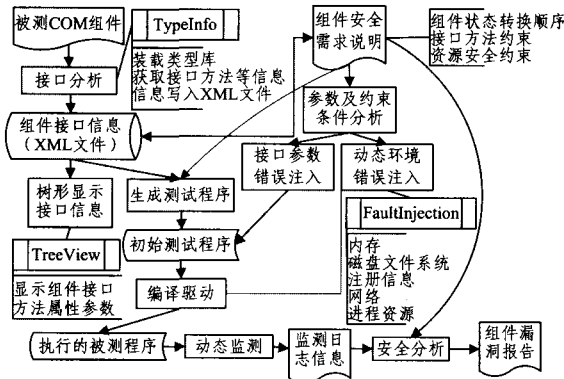 被测COM组件
TypeInfo
装载类型库
获取接口方法等信息
信息写入XML文件
组件安全
需求说明
组件状态转换顺序
接口方法约束
资源安全约束
接口分析
组件接口信息
(XML文件)
参数及约束
条件分析
接口参数
错误注入
动态环境
错误注入
树形显示
接口信息
生成测试程序
FaultInjection
内存
磁盘文件系统
注册信息
网络
进程资源
TreeView
显示组件接口
方法属性参数
初始测试程序
编译驱动
执行的被测程序
动态监测
监测日
志信息
安全分析
组件漏
洞报告